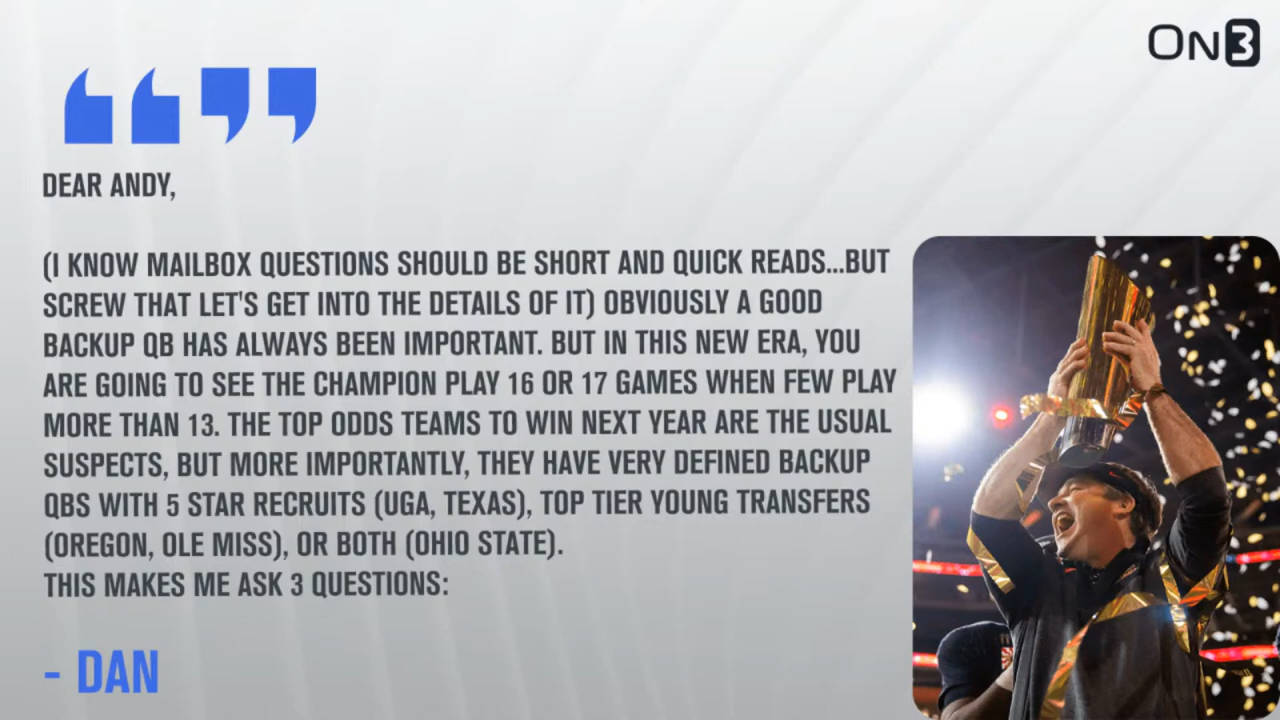 On3
DEAR ANDY,
(I KNOW MAILBOX QUESTIONS SHOULD BE SHORT AND QUICK READS...BUT
SCREW THAT LET'S GET INTO THE DETAILS OF IT) OBVIOUSLY A GOOD
BACKUP QB HAS ALWAYS BEEN IMPORTANT. BUT IN THIS NEW ERA, YOU
ARE GOING TO SEE THE CHAMPION PLAY 16 OR 17 GAMES WHEN FEW PLAY
MORE THAN 13. THE TOP ODDS TEAMS TO WIN NEXT YEAR ARE THE USUAL
SUSPECTS, BUT MORE IMPORTANTLY, THEY HAVE VERY DEFINED BACKUP
QBS WITH 5 STAR RECRUITS (UGA, TEXAS), TOP TIER YOUNG TRANSFERS
(OREGON, OLE MISS), OR BOTH (OHIO STATE).
THIS MAKES ME ASK 3 QUESTIONS:
- DAN